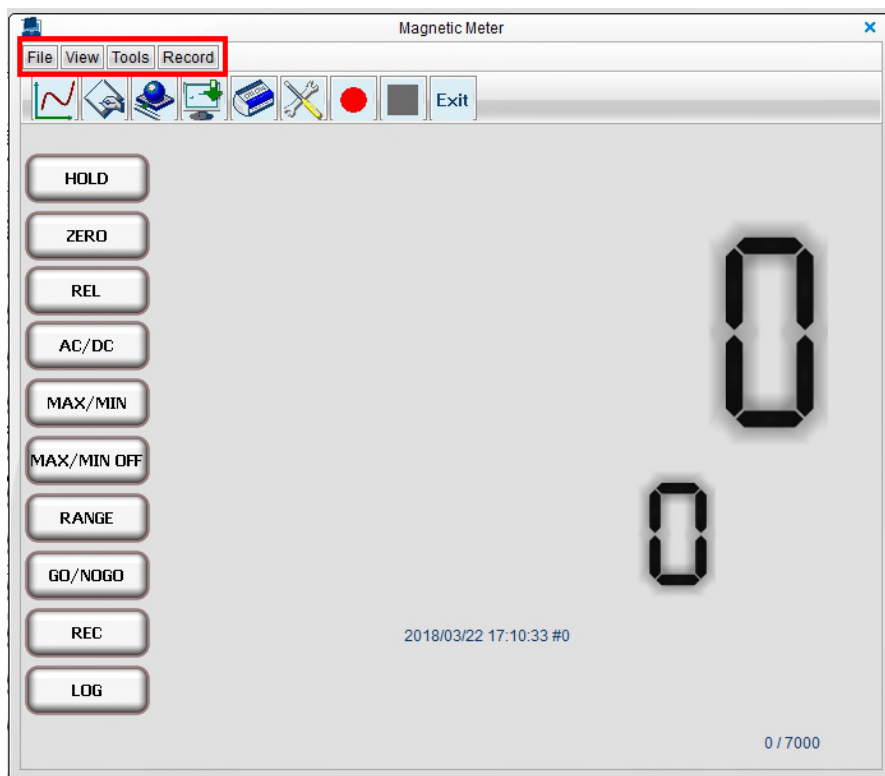 Magnetic Meter
File View Tools Record
Exit
HOLD
ZERO
REL
AC/DC
MAX/MIN
MAX/MIN OFF
RANGE
GO/NOGO
REC
LOG
0
0
2018/03/22 17:10:33 #0
0 / 7000